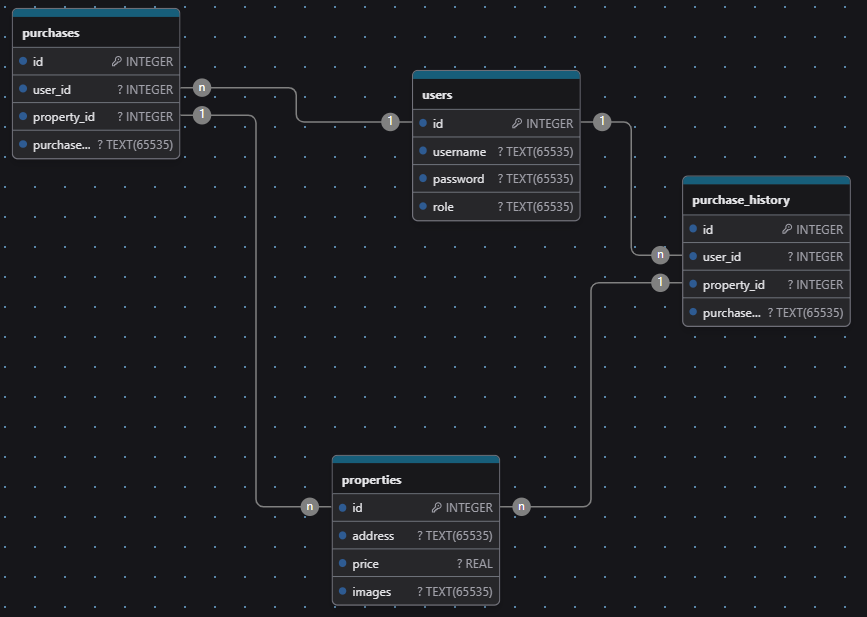 purchases
id INTEGER
user_id ? INTEGER
property_id ? INTEGER
purchase... ? TEXT(65535)
n
1
1
users
id INTEGER
username ? TEXT(65535)
password ? TEXT(65535)
role ? TEXT(65535)
1
n
1
purchase_history
id INTEGER
user_id ? INTEGER
property_id ? INTEGER
purchase... ? TEXT(65535)
n
n
properties
id INTEGER
address ? TEXT(65535)
price ? REAL
images ? TEXT(65535)